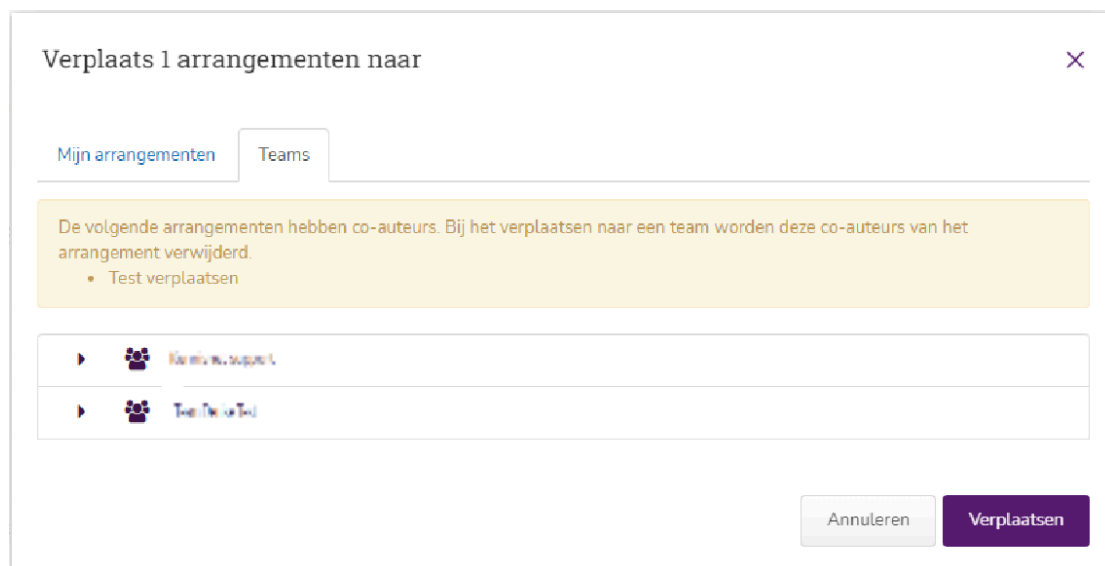 Verplaats 1 arrangementen naar
Mijn arrangementen
Teams
De volgende arrangementen hebben co-auteurs. Bij het verplaatsen naar een team worden deze co-auteurs van het
arrangement verwijderd.
• Test verplaatsen
Annuleren
Verplaatsen